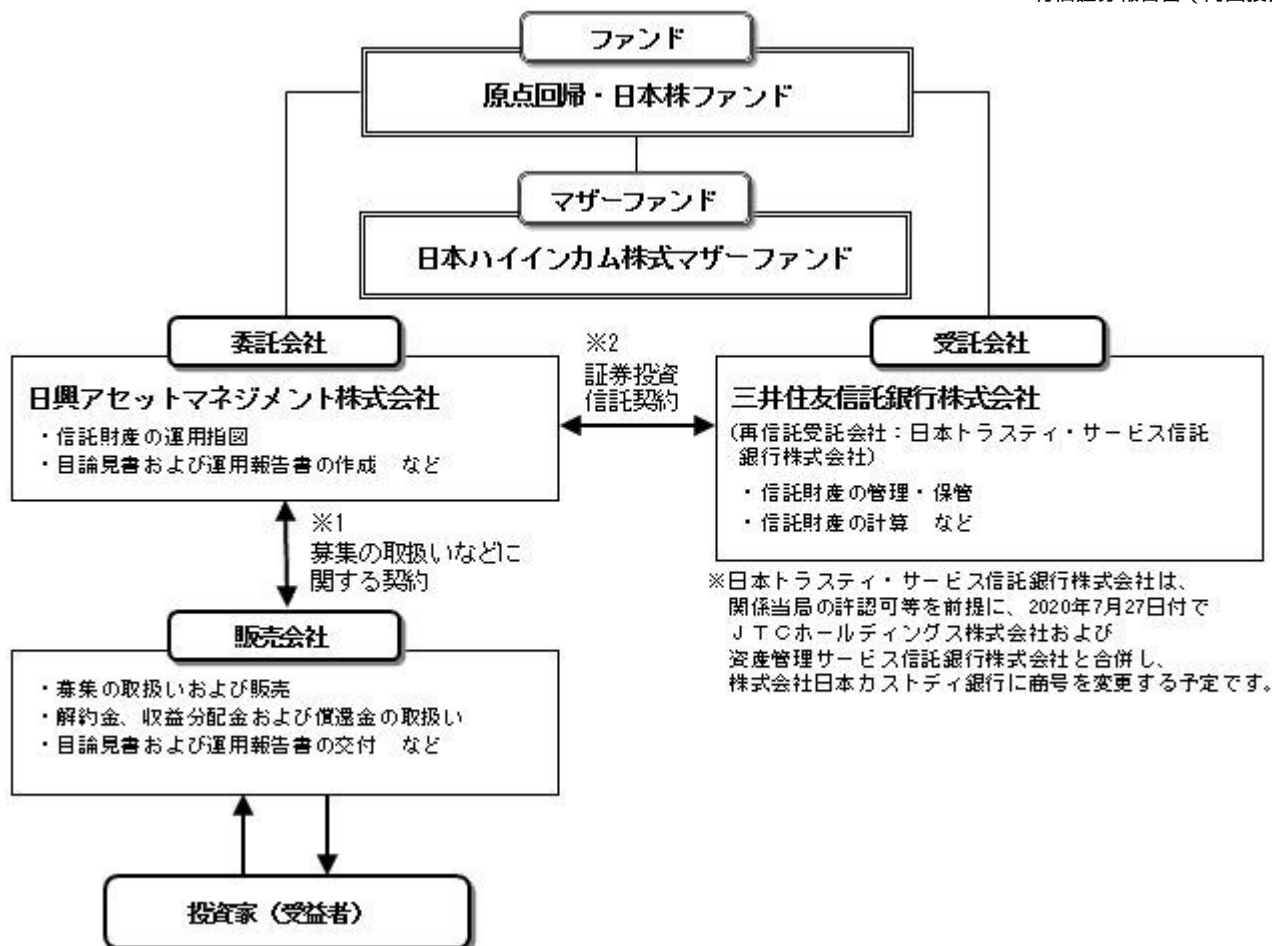 ファンド
原点回帰・日本株ファンド
マザーファンド
日本ハイインカム株式マザーファンド
委託会社
日興アセットマネジメント株式会社
・信託財産の運用指図
・目論見書および運用報告書の作成　など
※2
証券投資
信託契約
受託会社
三井住友信託銀行株式会社
(再信託受託会社：日本トラスティ・サービス信託
銀行株式会社)
・信託財産の管理・保管
・信託財産の計算　など
※1
募集の取扱いなどに
関する契約
※日本トラスティ・サービス信託銀行株式会社は、
関係当局の許認可等を前提に、2020年7月27日付で
ＪＴＣホールディングス株式会社および
資産管理サービス信託銀行株式会社と合併し、
株式会社日本カストディ銀行に商号を変更する予定です。
販売会社
・募集の取扱いおよび販売
・解約金、収益分配金および償還金の取扱い
・目論見書および運用報告書の交付　など
投資家（受益者）